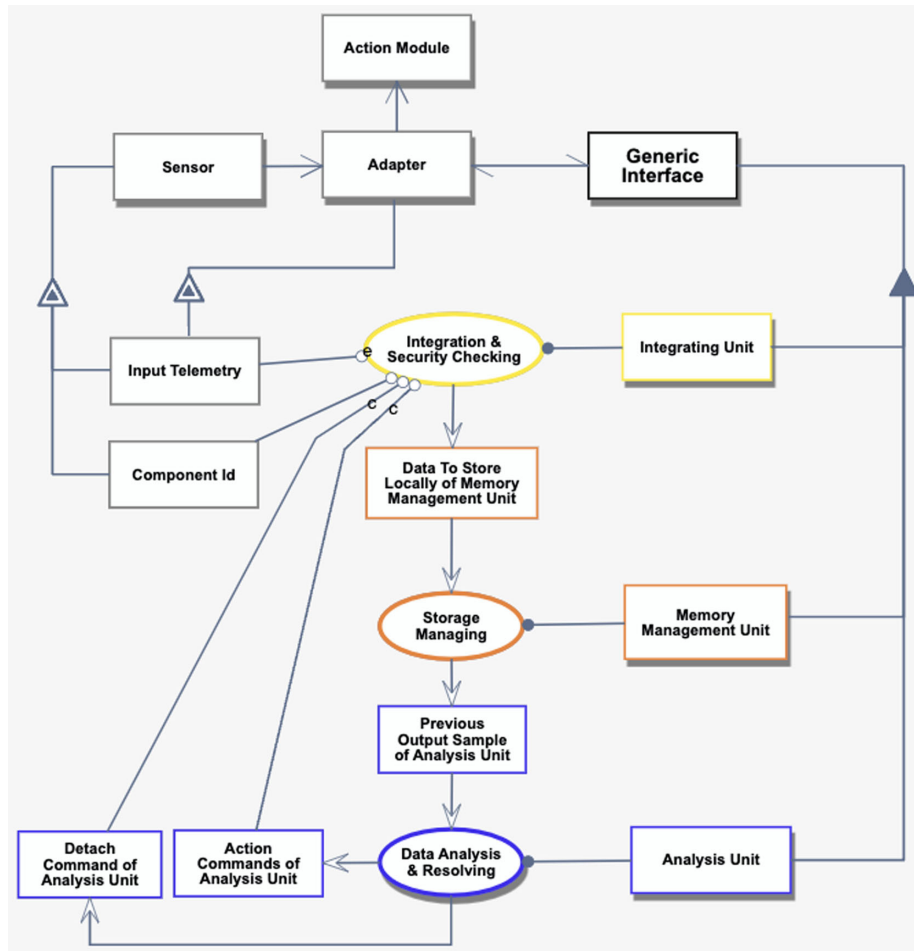 Action Module
Sensor
Adapter
Generic
Interface
Input Telemetry
e
Integration &
Security Checking
Integrating Unit
c
c
Component Id
Data To Store
Locally of Memory
Management Unit
Storage
Managing
Memory
Management Unit
Previous
Output Sample
of Analysis Unit
Detach
Command of
Analysis Unit
Action
Commands of
Analysis Unit
Data Analysis
& Resolving
Analysis Unit